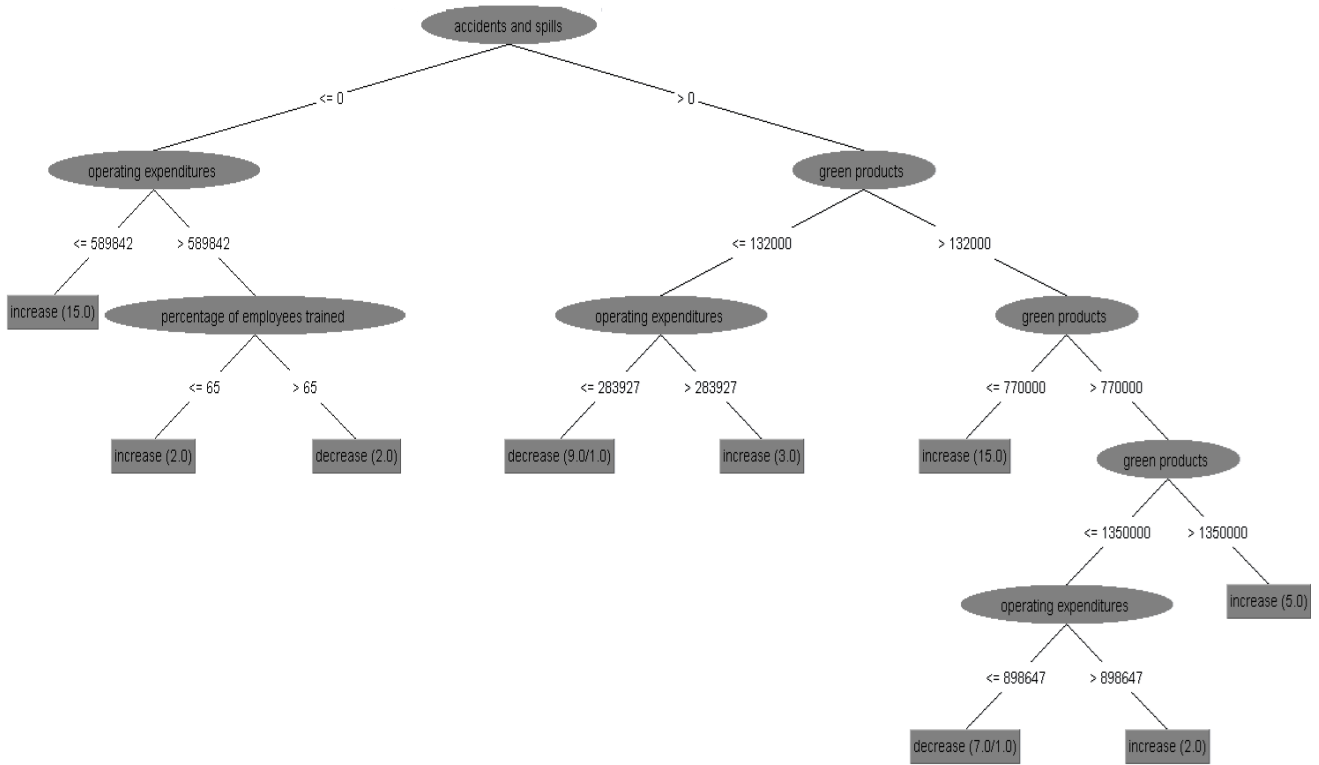 accidents and spills
<= 0
> 0
operating expenditures
green products
<= 589842
> 589842
<= 132000
> 132000
increase (15.0)
percentage of employees trained
operating expenditures
green products
<= 65
> 65
<= 283927
> 283927
<= 770000
> 770000
increase (2.0)
decrease (2.0)
decrease (9.0/1.0)
increase (3.0)
increase (15.0)
green products
<= 1350000
> 1350000
operating expenditures
increase (5.0)
<= 898647
> 898647
decrease (7.0/1.0)
increase (2.0)